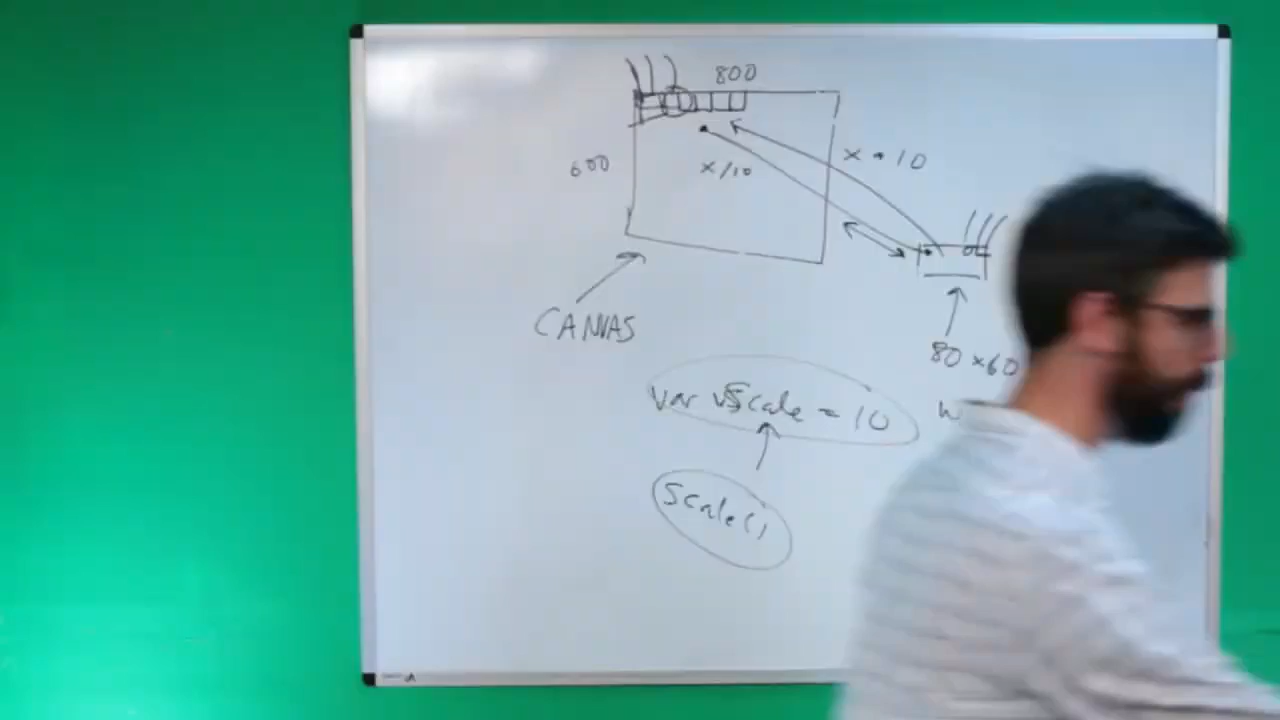 800
600
x * 10
x/10
CANVAS
80 x 60
var vScale = 10
scale()